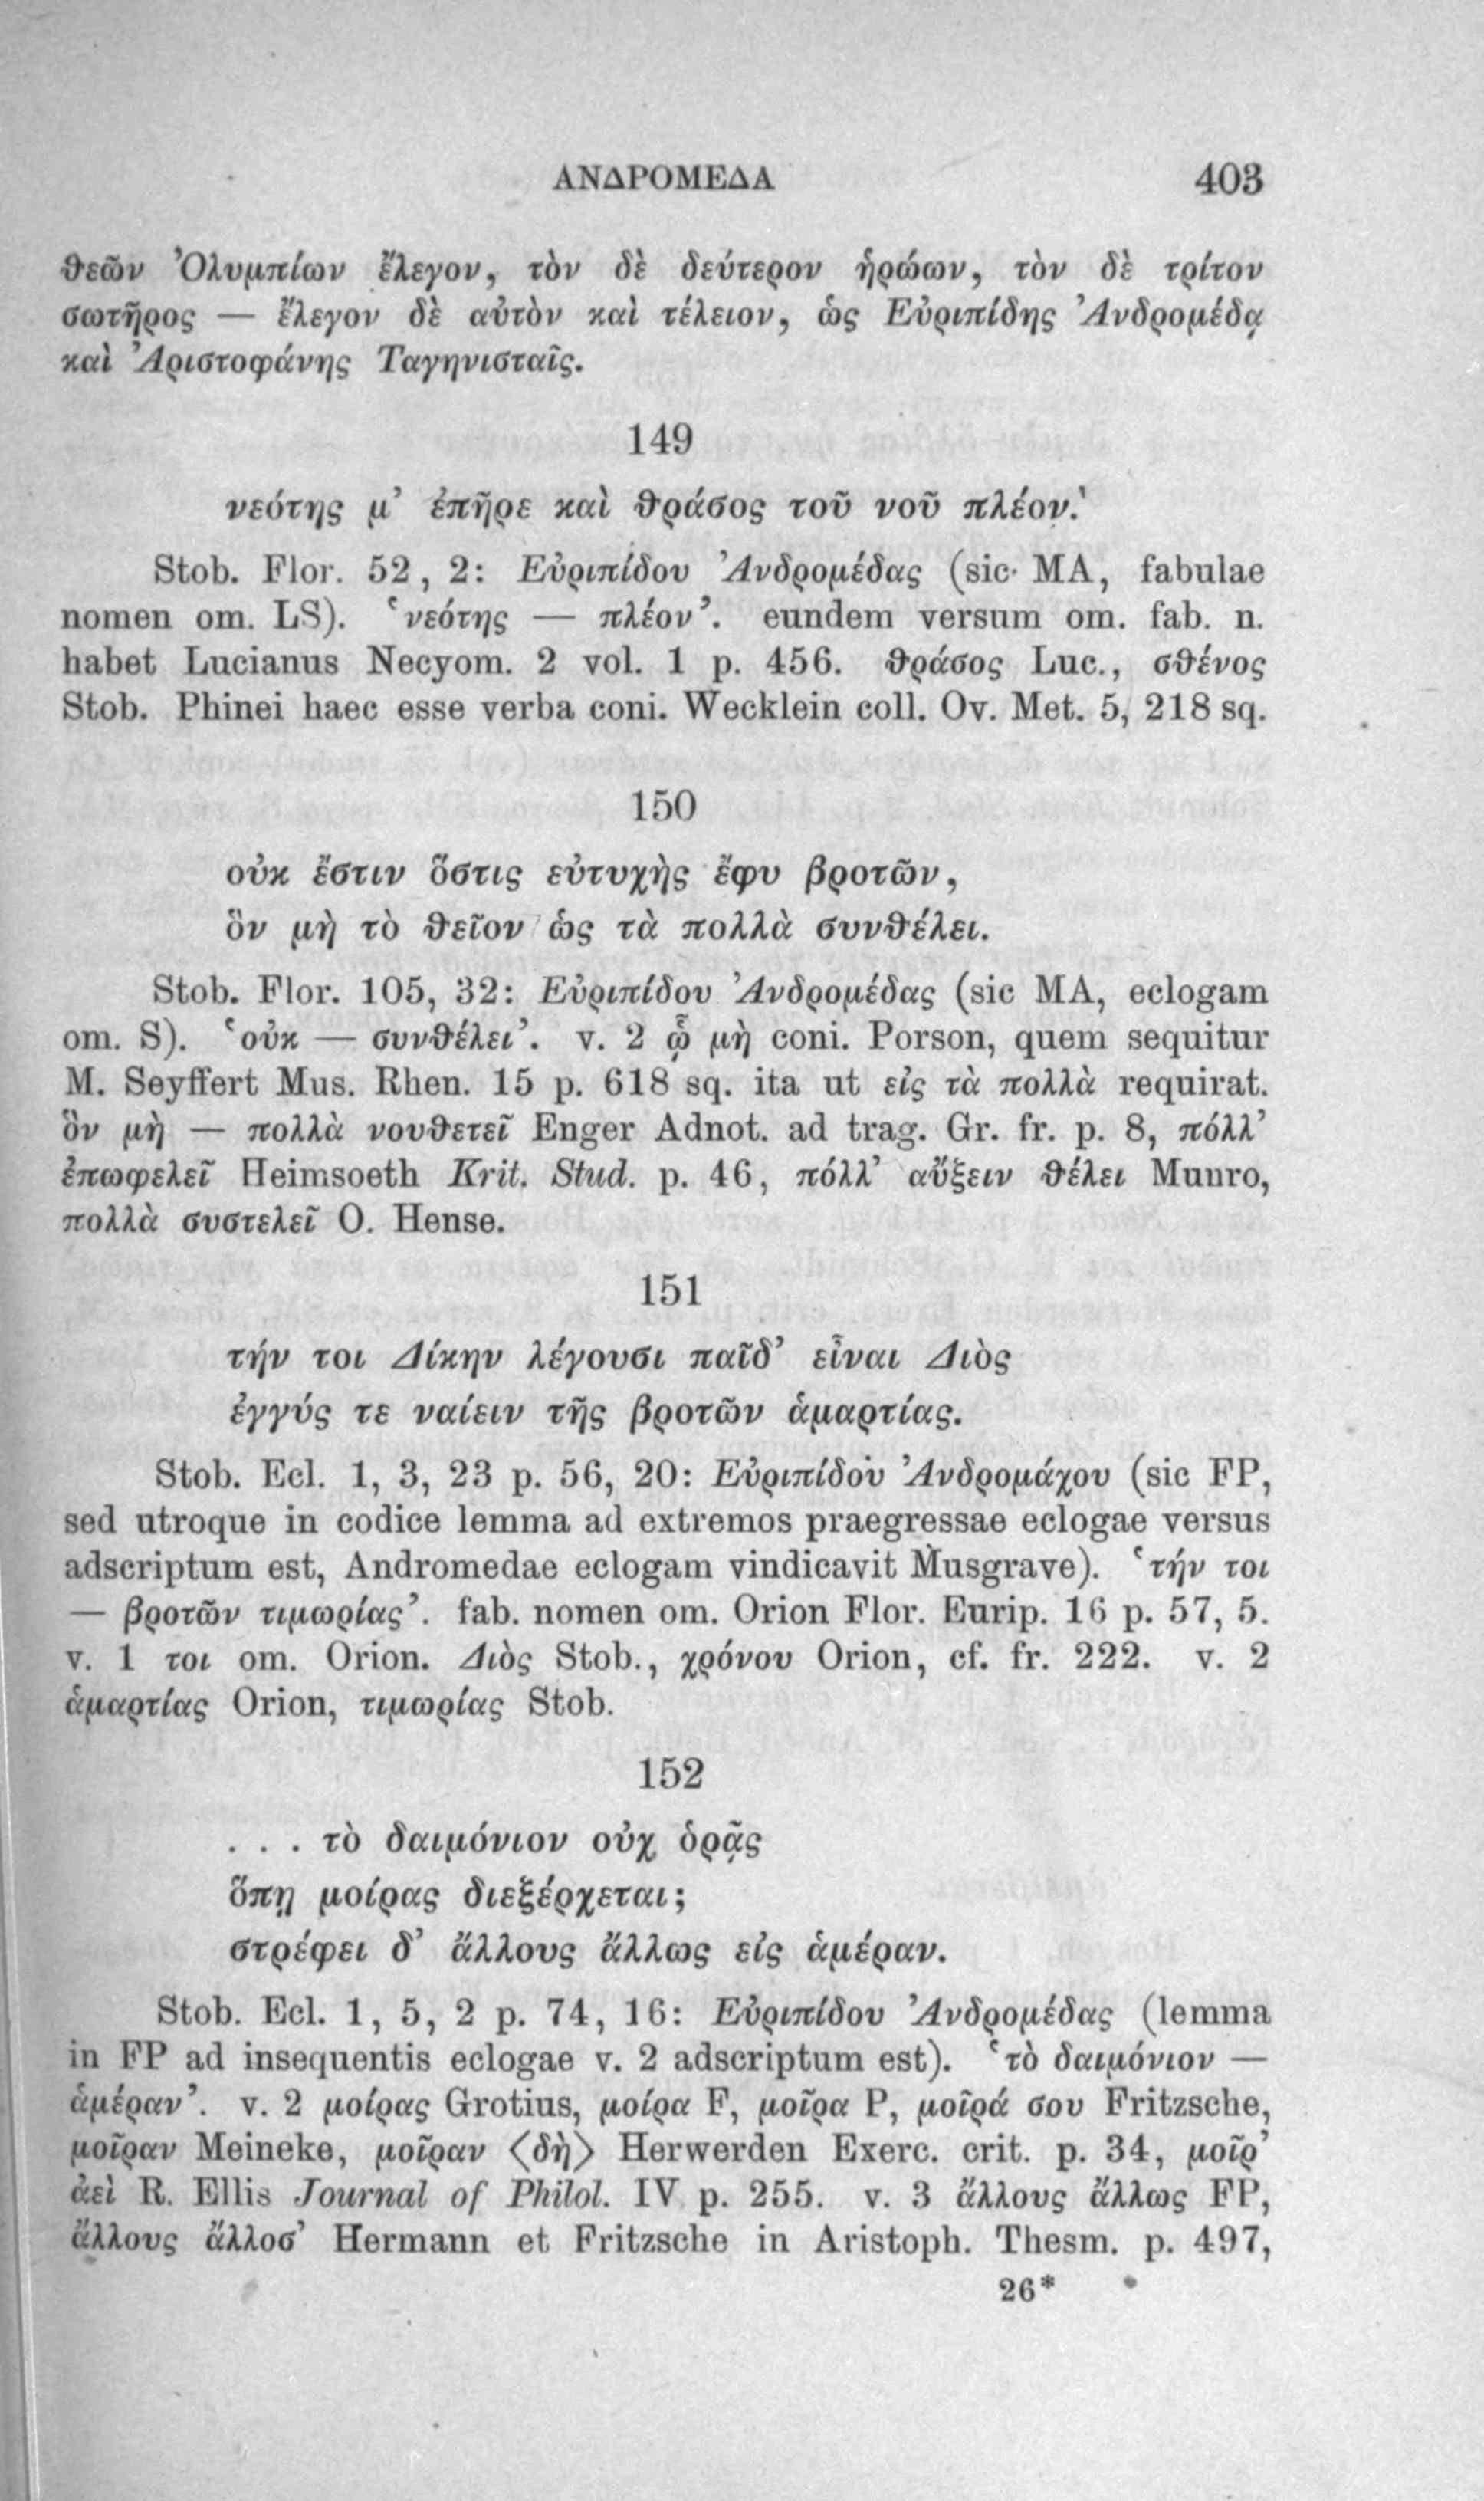 ΑΝΔΡΟΜΕΔΑ 403
θεῶν Ὀλυμπίων ἔλεγον, τὸν δὲ δεύτερον ἡρώων, τὸν δὲ τρίτον
σωτῆρος — ἔλεγον δὲ αὐτὸν καὶ τέλειον, ὡς Εὐριπίδης Ἀνδρομέδᾳ
καὶ Ἀριστοφάνης Ταγηνισταῖς.
149
νεότης μ’ ἐπῆρε καὶ θράσος τοῦ νοῦ πλέον.
Stob. Flor. 52, 2: Εὐριπίδου Ἀνδρομέδας (sic MA, fabulae
nomen om. LS). ‘νεότης — πλέον’. eundem versum om. fab. n.
habet Lucianus Necyom. 2 vol. 1 p. 456. θράσος Luc., σθένος
Stob. Phinei haec esse verba coni. Wecklein coll. Ov. Met. 5, 218 sq.
150
οὐκ ἔστιν ὅστις εὐτυχὴς ἔφυ βροτῶν,
ὃν μὴ τὸ θεῖον ὡς τὰ πολλὰ συνθέλει.
Stob. Flor. 105, 32: Εὐριπίδου Ἀνδρομέδας (sic MA, eclogam
om. S). ‘οὐκ — συνθέλει’. v. 2 ᾧ μὴ coni. Porson, quem sequitur
M. Seyffert Mus. Rhen. 15 p. 618 sq. ita ut εἰς τὰ πολλὰ requirat.
ὃν μὴ — πολλὰ νουθετεῖ Enger Adnot. ad trag. Gr. fr. p. 8, πόλλ’
ἐπωφελεῖ Heimsoeth Krit. Stud. p. 46, πόλλ’ αὔξειν θέλει Munro,
πολλὰ συστελεῖ O. Hense.
151
τήν τοι Δίκην λέγουσι παῖδ’ εἶναι Διὸς
ἐγγύς τε ναίειν τῆς βροτῶν ἁμαρτίας.
Stob. Ecl. 1, 3, 23 p. 56, 20: Εὐριπίδου Ἀνδρομάχου (sic FP,
sed utroque in codice lemma ad extremos praegressae eclogae versus
adscriptum est, Andromedae eclogam vindicavit Musgrave). ‘τήν τοι
— βροτῶν τιμωρίας’. fab. nomen om. Orion Flor. Eurip. 16 p. 57, 5.
v. 1 τοι om. Orion. Διὸς Stob., χρόνου Orion, cf. fr. 222. v. 2
ἁμαρτίας Orion, τιμωρίας Stob.
152
. . . τὸ δαιμόνιον οὐχ ὁρᾷς
ὅπῃ μοίρας διεξέρχεται;
στρέφει δ’ ἄλλους ἄλλως εἰς ἁμέραν.
Stob. Ecl. 1, 5, 2 p. 74, 16: Εὐριπίδου Ἀνδρομέδας (lemma
in FP ad insequentis eclogae v. 2 adscriptum est). ‘τὸ δαιμόνιον —
ἁμέραν’. v. 2 μοίρας Grotius, μοίρα F, μοῖρα P, μοῖρά σου Fritzsche,
μοῖραν Meineke, μοῖραν ⟨δὴ⟩ Herwerden Exerc. crit. p. 34, μοῖρ’
ἀεὶ R. Ellis Journal of Philol. IV p. 255. v. 3 ἄλλους ἄλλως FP,
ἄλλους ἄλλοσ’ Hermann et Fritzsche in Aristoph. Thesm. p. 497,
26*